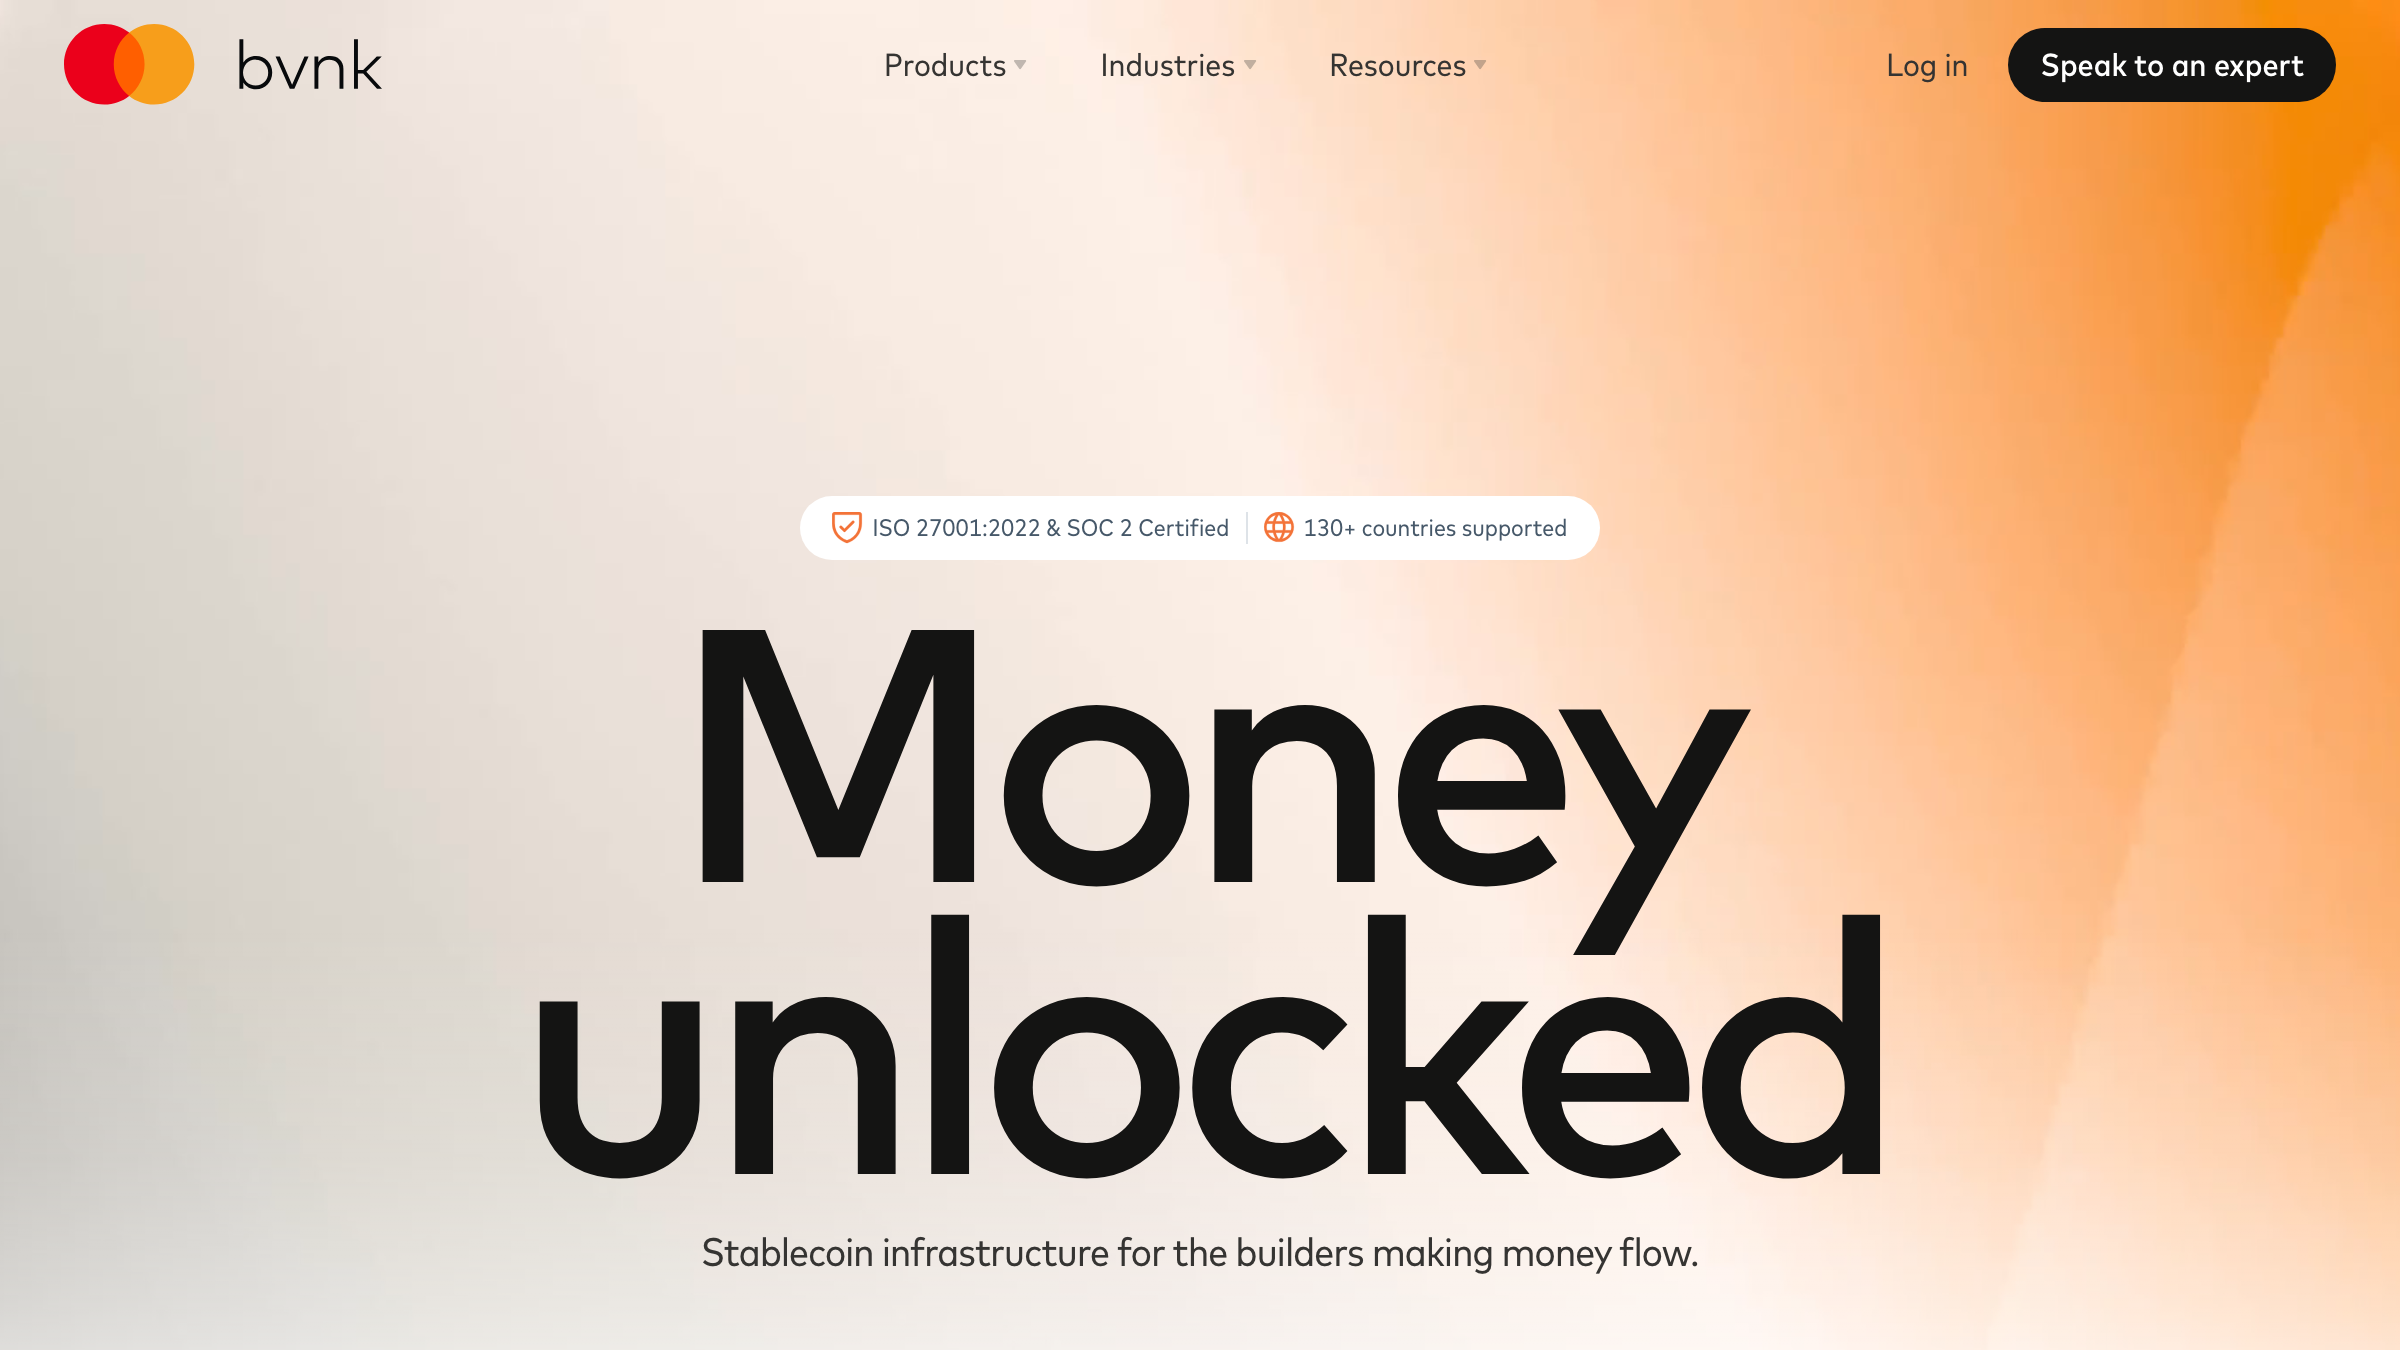 bvnk
Products
Industries
Resources
Log in
Speak to an expert
ISO 27001:2022 & SOC 2 Certified
130+ countries supported
Money
unlocked
Stablecoin infrastructure for the builders making money flow.